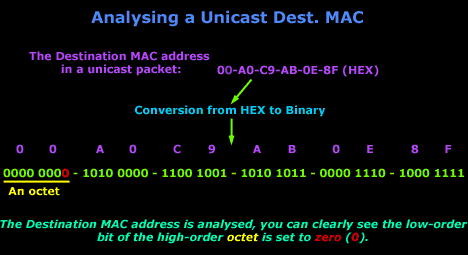 Analysing a Unicast Dest. MAC
The Destination MAC address
in a unicast packet: 00-A0-C9-AB-0E-8F (HEX)
Conversion from HEX to Binary
0 0 A 0 C 9 A B 0 E 8 F
0000 0000 - 1010 0000 - 1100 1001 - 1010 1011 - 0000 1110 - 1000 1111
An octet
The Destination MAC address is analysed, you can clearly see the low-order
bit of the high-order octet is set to zero (0).